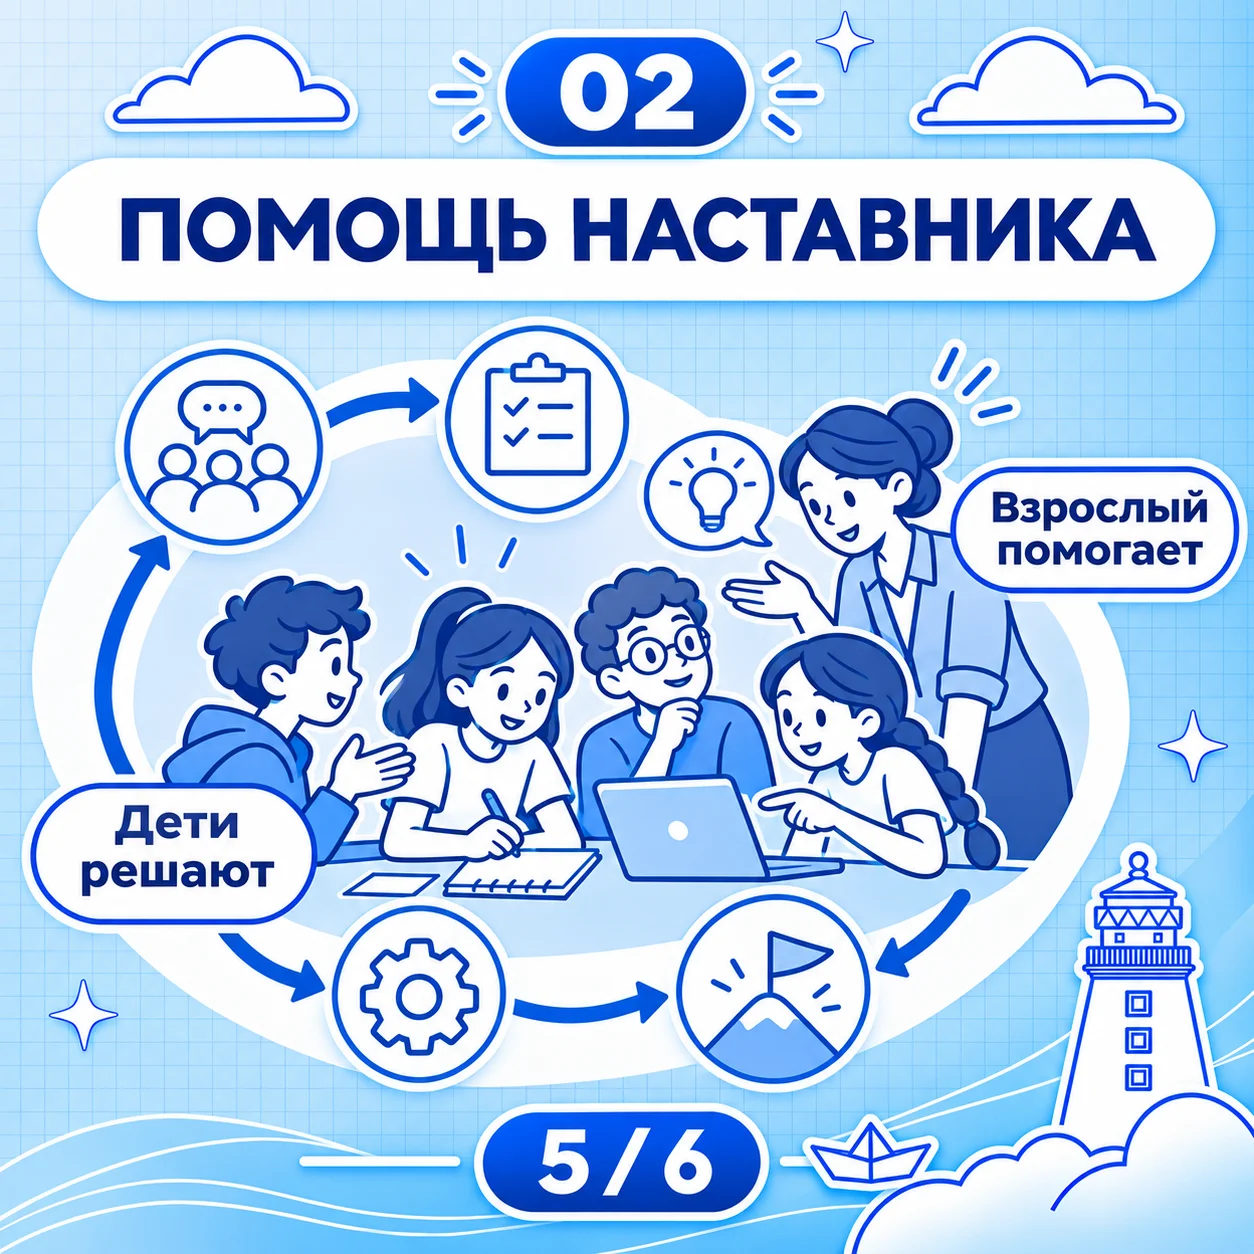 02
ПОМОЩЬ НАСТАВНИКА
Взрослый
помогает
Дети
решают
5/6